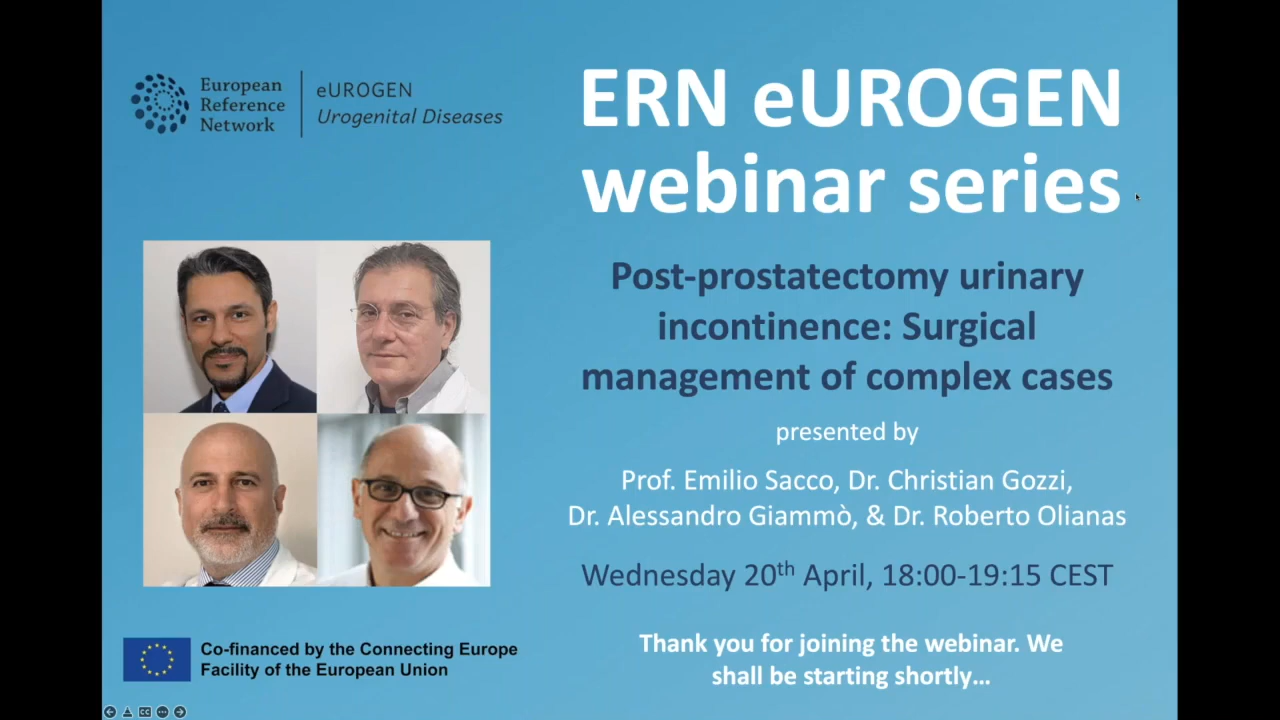 European
Reference
Network
eUROGEN
Urogenital Diseases
ERN eUROGEN
webinar series
Post-prostatectomy urinary
incontinence: Surgical
management of complex cases
presented by
Prof. Emilio Sacco, Dr. Christian Gozzi,
Dr. Alessandro Giammò, & Dr. Roberto Olianas
Wednesday 20th April, 18:00-19:15 CEST
Thank you for joining the webinar. We
shall be starting shortly...
Co-financed by the Connecting Europe
Facility of the European Union
CC